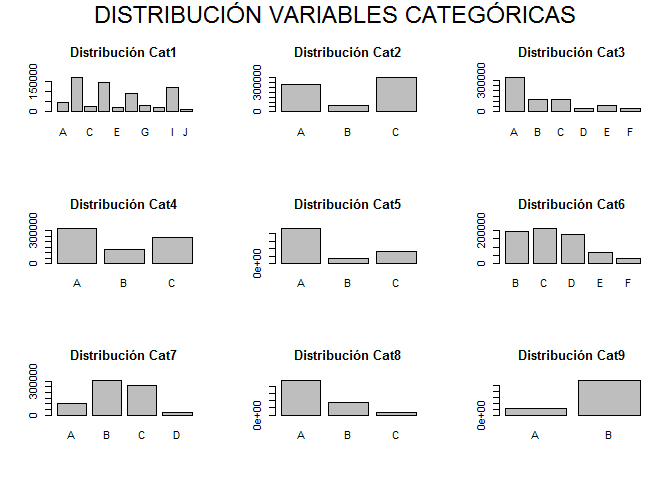 DISTRIBUCIÓN VARIABLES CATEGÓRICAS
Distribución Cat1
150000
0
A C E G I J
Distribución Cat2
300000
0
A B C
Distribución Cat3
300000
0
A B C D E F
Distribución Cat4
300000
0
A B C
Distribución Cat5
0e+00
A B C
Distribución Cat6
200000
0
B C D E F
Distribución Cat7
300000
0
A B C D
Distribución Cat8
0e+00
A B C
Distribución Cat9
0e+00
A B